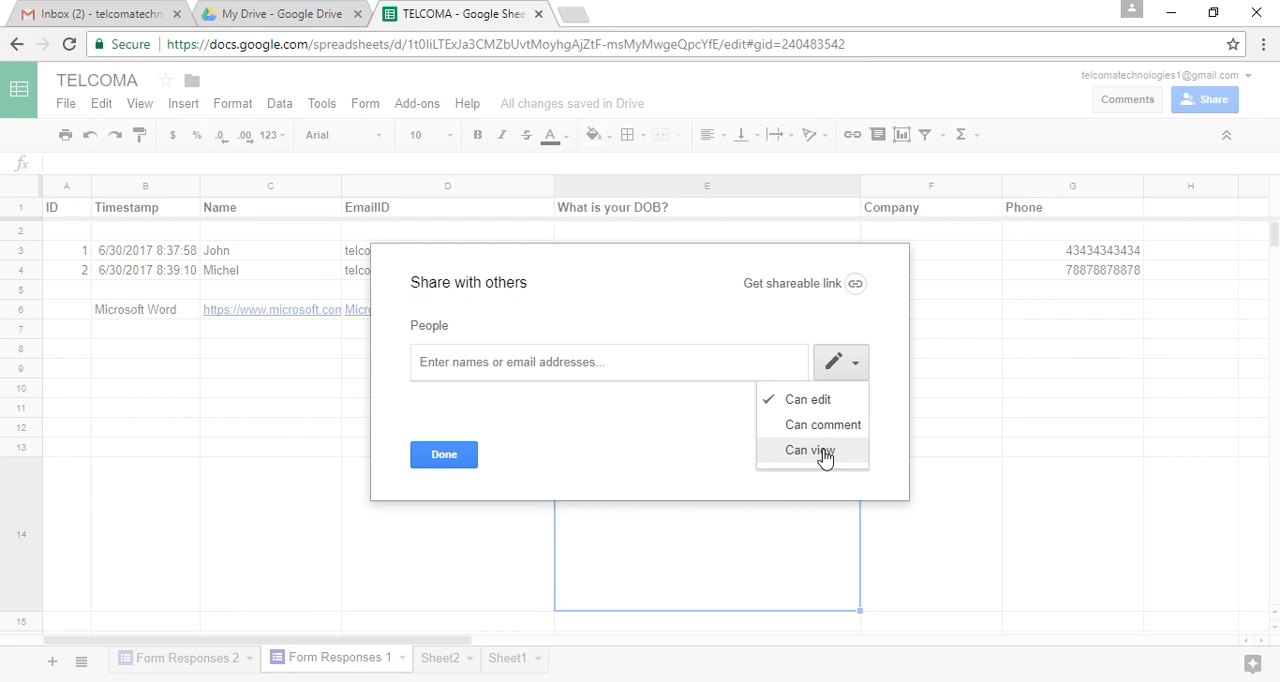 Inbox (2) - telcomatechn
My Drive - Google Drive
TELCOMA - Google Shee
Secure https://docs.google.com/spreadsheets/d/1t0liLTExJa3CMZbUvtMoyhgAjZtF-msMyMwgeQpcYfE/edit#gid=240483542
TELCOMA
telcomatechnologies1@gmail.com
File Edit View Insert Format Data Tools Form Add-ons Help All changes saved in Drive
Comments Share
$ % .0 .00 123 Arial 10 B I S A Σ
fx
A B C D E F G H
1 ID Timestamp Name EmailID What is your DOB? Company Phone
2
3 1 6/30/2017 8:37:58 John telco 43434343434
4 2 6/30/2017 8:39:10 Michel telco 78878878878
5
6 Microsoft Word https://www.microsoft.con Micr
7
8
9
10
11
12
13
14
15
Share with others
Get shareable link
People
Enter names or email addresses...
Can edit
Can comment
Can view
Done
Form Responses 2 Form Responses 1 Sheet2 Sheet1